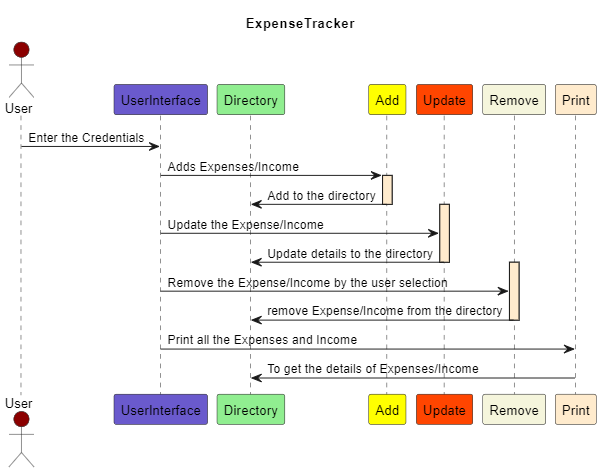 ExpenseTracker
User
UserInterface Directory Add Update Remove Print
Enter the Credentials
Adds Expenses/Income
Add to the directory
Update the Expense/Income
Update details to the directory
Remove the Expense/Income by the user selection
remove Expense/Income from the directory
Print all the Expenses and Income
To get the details of Expenses/Income
User
UserInterface Directory Add Update Remove Print